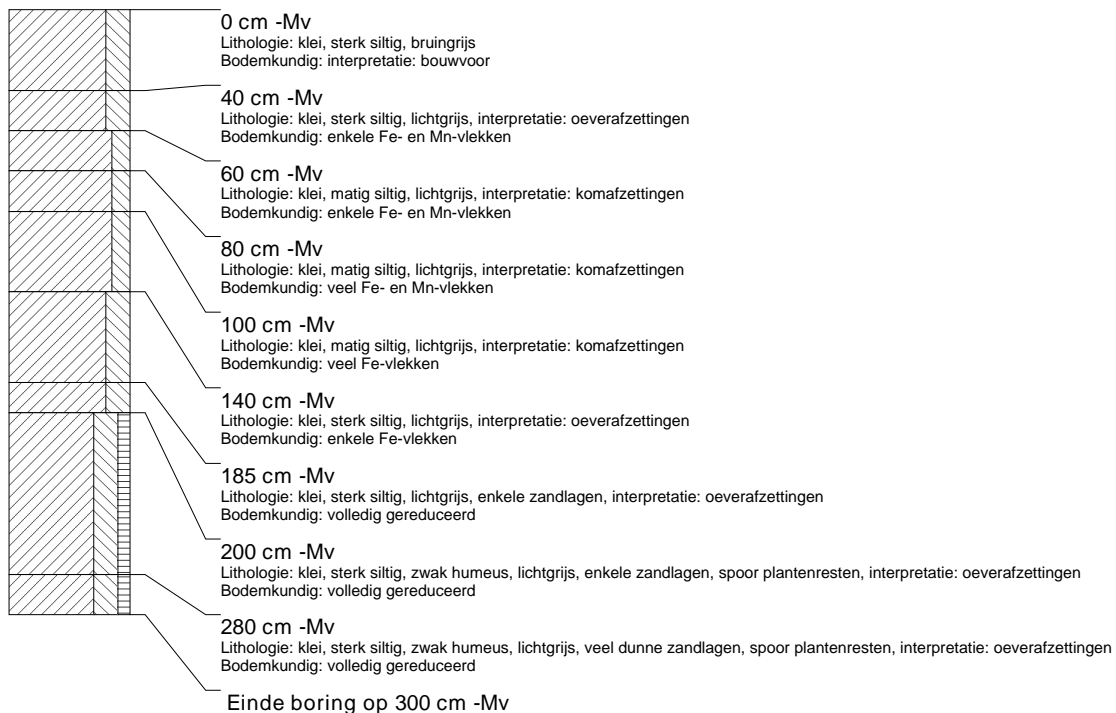 0 cm -Mv
Lithologie: klei, sterk siltig, bruingrijs
Bodemkundig: interpretatie: bouwvoor
40 cm -Mv
Lithologie: klei, sterk siltig, lichtgrijs, interpretatie: oeverafzettingen
Bodemkundig: enkele Fe- en Mn-vlekken
60 cm -Mv
Lithologie: klei, matig siltig, lichtgrijs, interpretatie: komafzettingen
Bodemkundig: enkele Fe- en Mn-vlekken
80 cm -Mv
Lithologie: klei, matig siltig, lichtgrijs, interpretatie: komafzettingen
Bodemkundig: veel Fe- en Mn-vlekken
100 cm -Mv
Lithologie: klei, matig siltig, lichtgrijs, interpretatie: komafzettingen
Bodemkundig: veel Fe-vlekken
140 cm -Mv
Lithologie: klei, sterk siltig, lichtgrijs, interpretatie: oeverafzettingen
Bodemkundig: enkele Fe-vlekken
185 cm -Mv
Lithologie: klei, sterk siltig, lichtgrijs, enkele zandlagen, interpretatie: oeverafzettingen
Bodemkundig: volledig gereduceerd
200 cm -Mv
Lithologie: klei, sterk siltig, zwak humeus, lichtgrijs, enkele zandlagen, spoor plantenresten, interpretatie: oeverafzettingen
Bodemkundig: volledig gereduceerd
280 cm -Mv
Lithologie: klei, sterk siltig, zwak humeus, lichtgrijs, veel dunne zandlagen, spoor plantenresten, interpretatie: oeverafzettingen
Bodemkundig: volledig gereduceerd
Einde boring op 300 cm -Mv